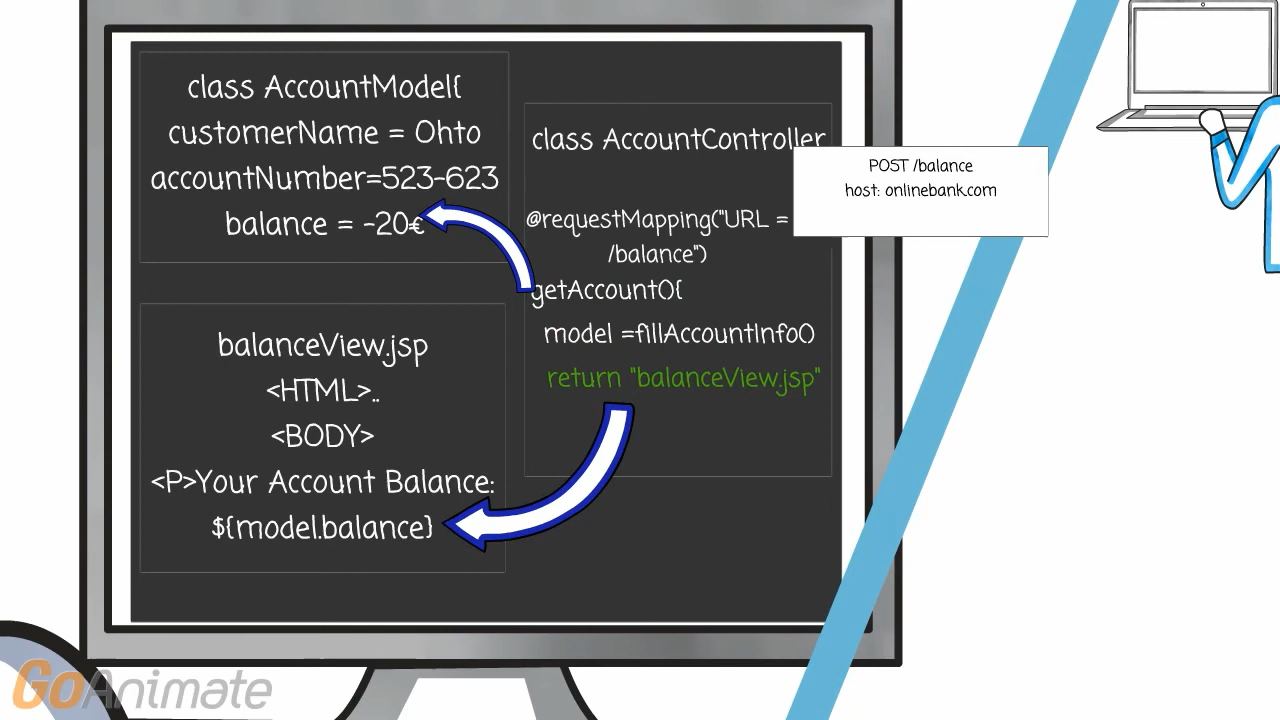 class AccountModel{
customerName = Ohto
accountNumber=523-623
balance = -20€
balanceView.jsp
<HTML>..
<BODY>
<P>Your Account Balance:
${model.balance}
class AccountController
@requestMapping("URL =
/balance")
getAccount(){
model =fillAccountInfo()
return "balanceView.jsp"
POST /balance
host: onlinebank.com
GoAnimate